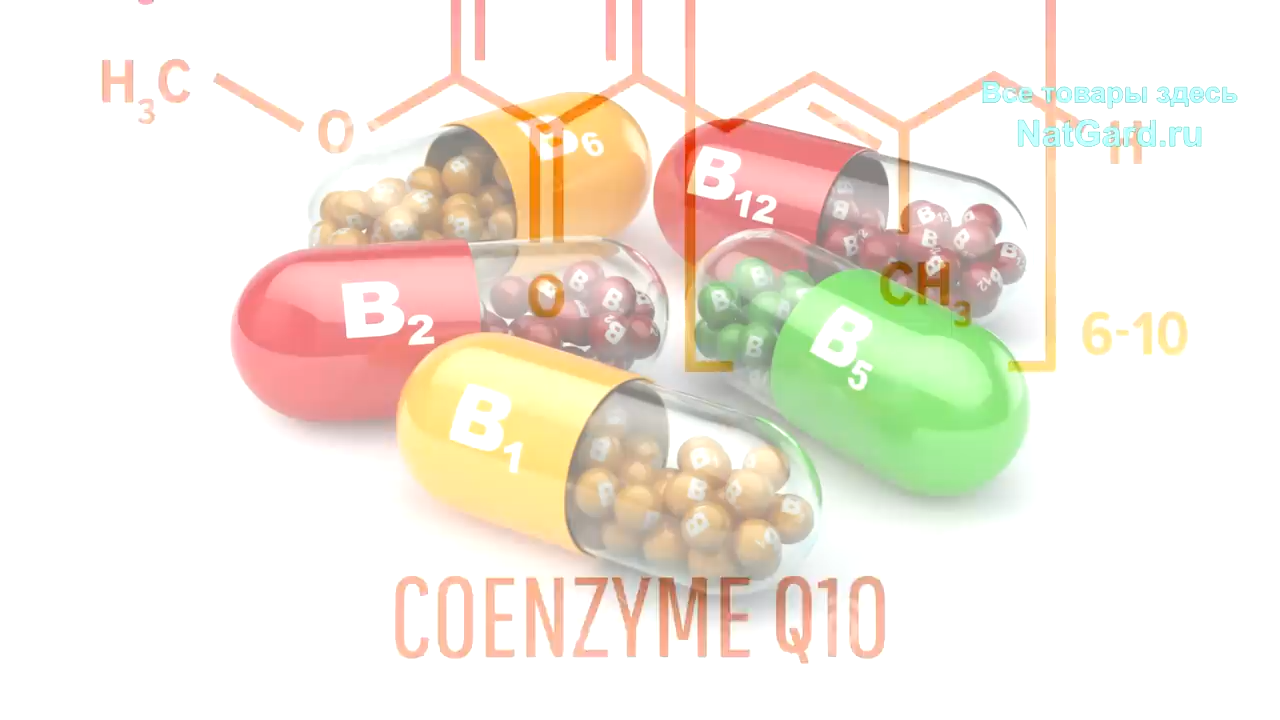 H3C
O
Все товары здесь
NatGard.ru
H
B6
B12
O
CH3
B2
B5
6-10
B1
COENZYME Q10